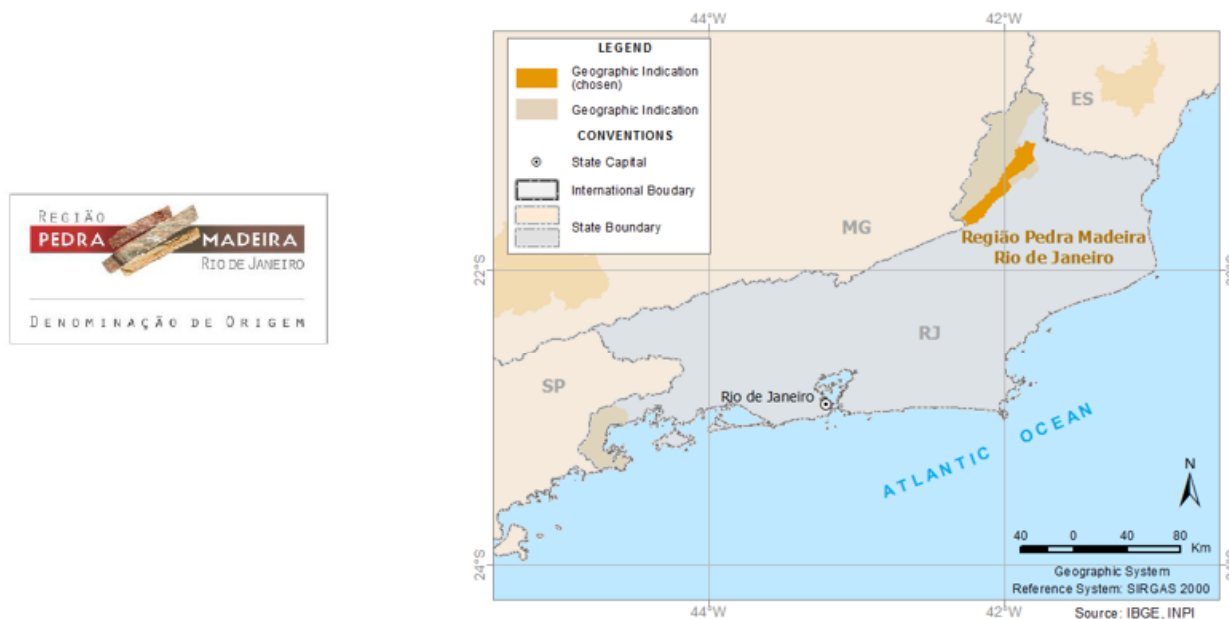 REGIÃO
PEDRA MADEIRA
RIO DE JANEIRO
DENOMINAÇÃO DE ORIGEM
44°W 42°W
LEGEND
Geographic Indication
(chosen)
Geographic Indication
CONVENTIONS
State Capital
International Boudary
State Boundary
ES
MG
Região Pedra Madeira
Rio de Janeiro
22°S
RJ
SP
Rio de Janeiro
ATLANTIC OCEAN
N
40 0 40 80
Km
24°S
Geographic System
Reference System: SIRGAS 2000
44°W 42°W
Source: IBGE, INPI